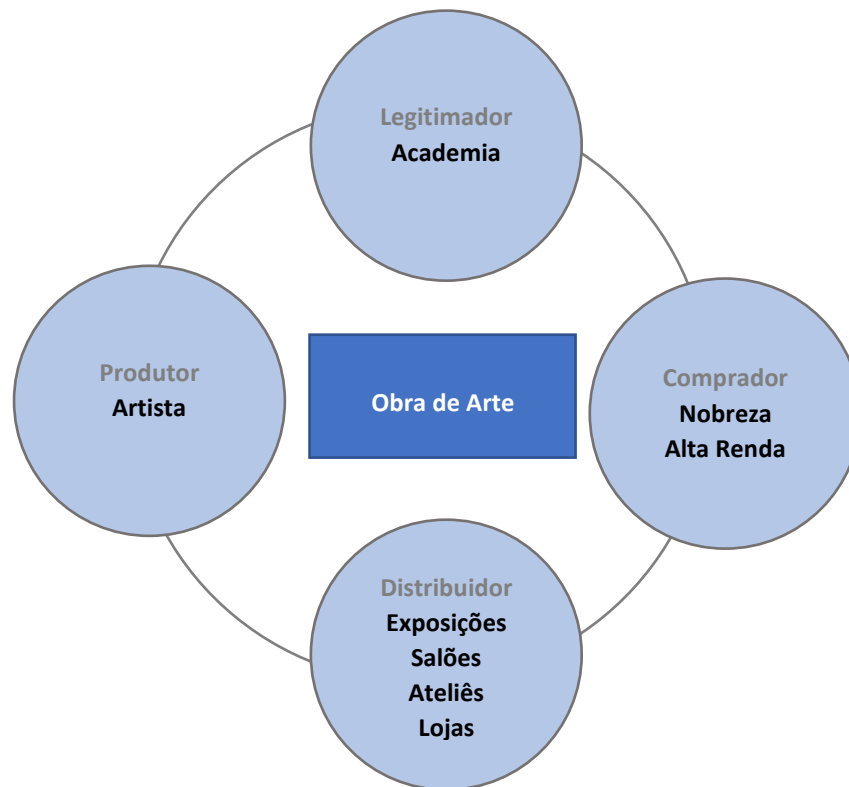 Legitimador
Academia
Produtor
Artista
Obra de Arte
Comprador
Nobreza
Alta Renda
Distribuidor
Exposições
Salões
Ateliês
Lojas